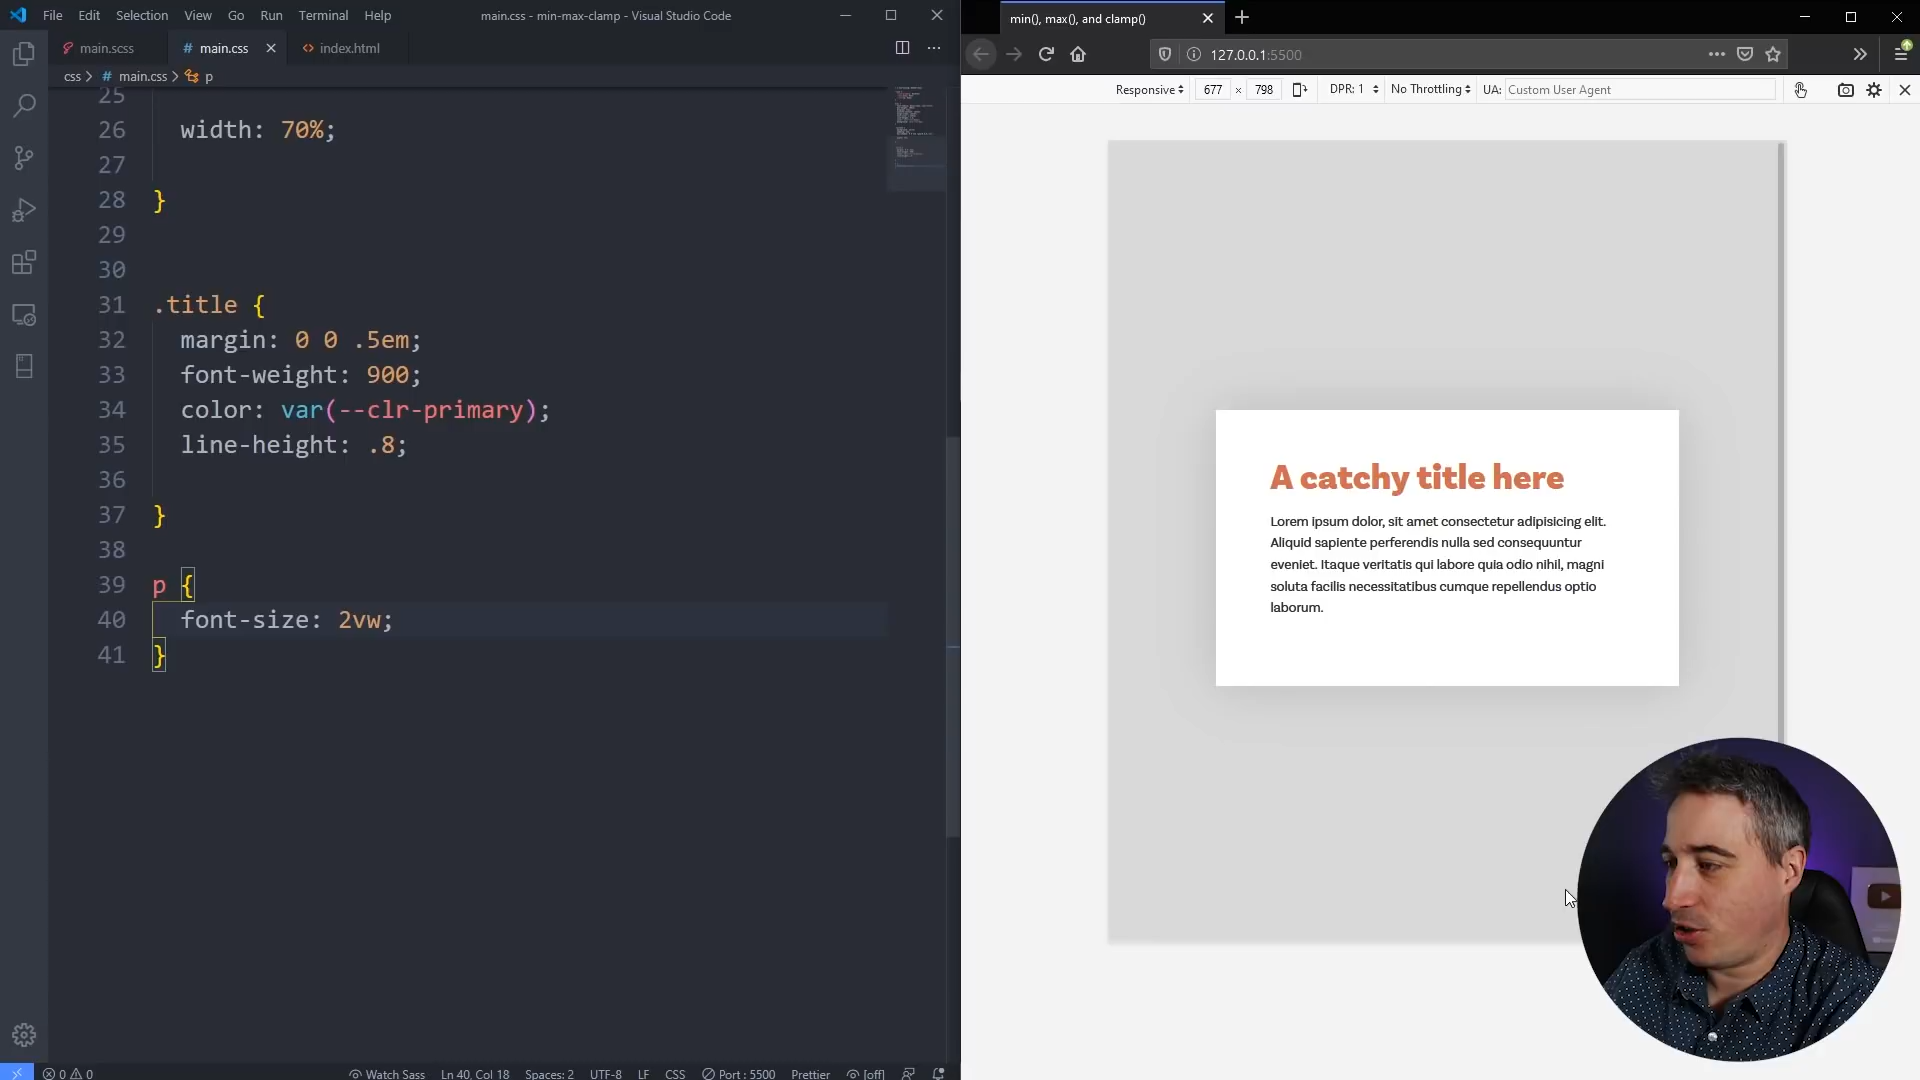 File Edit Selection View Go Run Terminal Help
main.css - min-max-clamp - Visual Studio Code
main.scss # main.css <> index.html
css > # main.css > p
25
26 width: 70%;
27
28 }
29
30
31 .title {
32 margin: 0 0 .5em;
33 font-weight: 900;
34 color: var(--clr-primary);
35 line-height: .8;
36
37 }
38
39 p {
40 font-size: 2vw;
41 }
0 0 Watch Sass Ln 40, Col 18 Spaces: 2 UTF-8 LF CSS Port : 5500 Prettier [off]
min(), max(), and clamp()
127.0.0.1:5500
Responsive 677 × 798 DPR: 1 No Throttling UA: Custom User Agent
A catchy title here
Lorem ipsum dolor, sit amet consectetur adipisicing elit.
Aliquid sapiente perferendis nulla sed consequuntur
eveniet. Itaque veritatis qui labore quia odio nihil, magni
soluta facilis necessitatibus cumque repellendus optio
laborum.